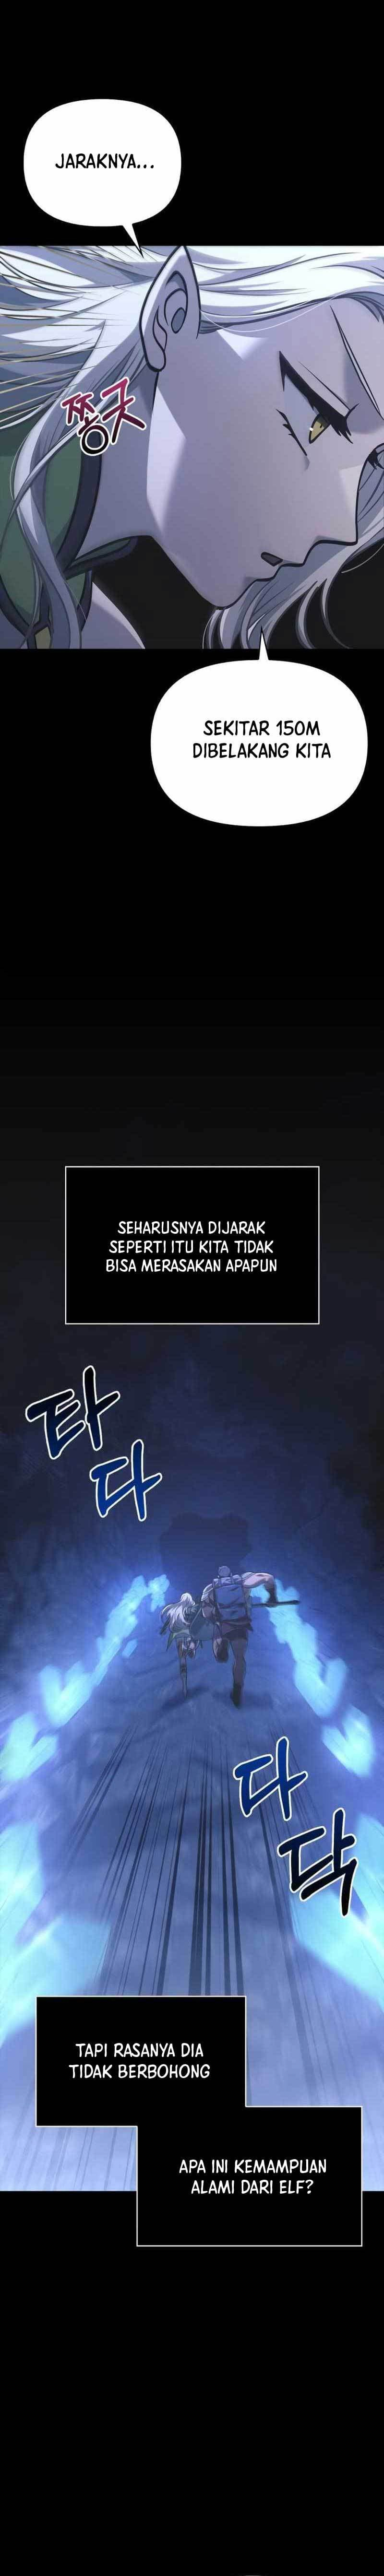 JARAKNYA...
쫑긋
SEKITAR 150M
DIBELAKANG KITA
SEHARUSNYA DIJARAK
SEPERTI ITU KITA TIDAK
BISA MERASAKAN APAPUN
타
다
다
닥
TAPI RASANYA DIA
TIDAK BERBOHONG
APA INI KEMAMPUAN
ALAMI DARI ELF?